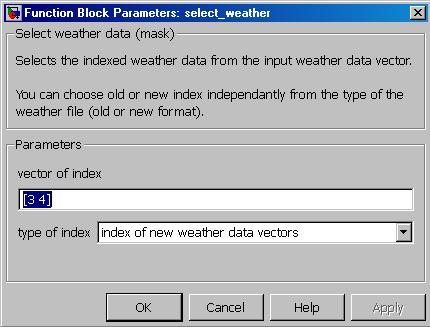 Function Block Parameters: select_weather
Select weather data (mask)
Selects the indexed weather data from the input weather data vector.
You can choose old or new index independantly from the type of the
weather file (old or new format).
Parameters
vector of index
[3 4]
type of index index of new weather data vectors
OK Cancel Help Apply